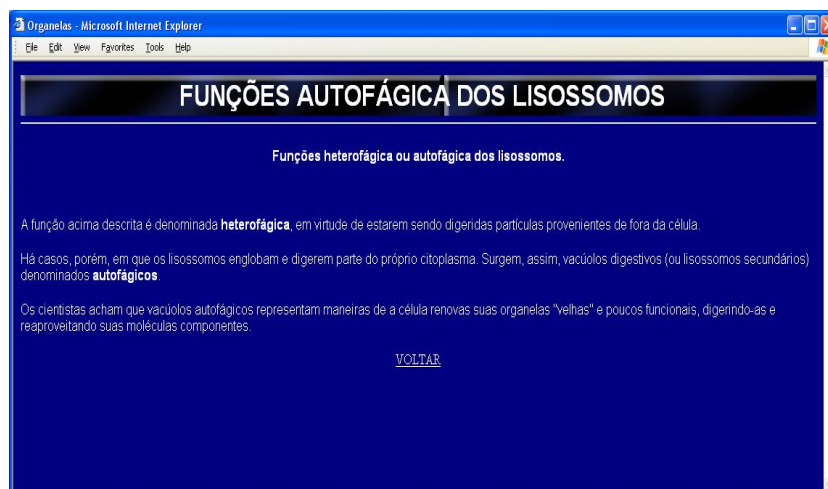 Organelas - Microsoft Internet Explorer
File Edit View Favorites Tools Help
FUNÇÕES AUTOFÁGICA DOS LISOSSOMOS
Funções heterofágica ou autofágica dos lisossomos.
A função acima descrita é denominada heterofágica, em virtude de estarem sendo digeridas partículas provenientes de fora da célula.
Há casos, porém, em que os lisossomos englobam e digerem parte do próprio citoplasma. Surgem, assim, vacúolos digestivos (ou lisossomos secundários)
denominados autofágicos.
Os cientistas acham que vacúolos autofágicos representam maneiras de a célula renovas suas organelas "velhas" e poucos funcionais, digerindo-as e
reaproveitando suas moléculas componentes.
VOLTAR